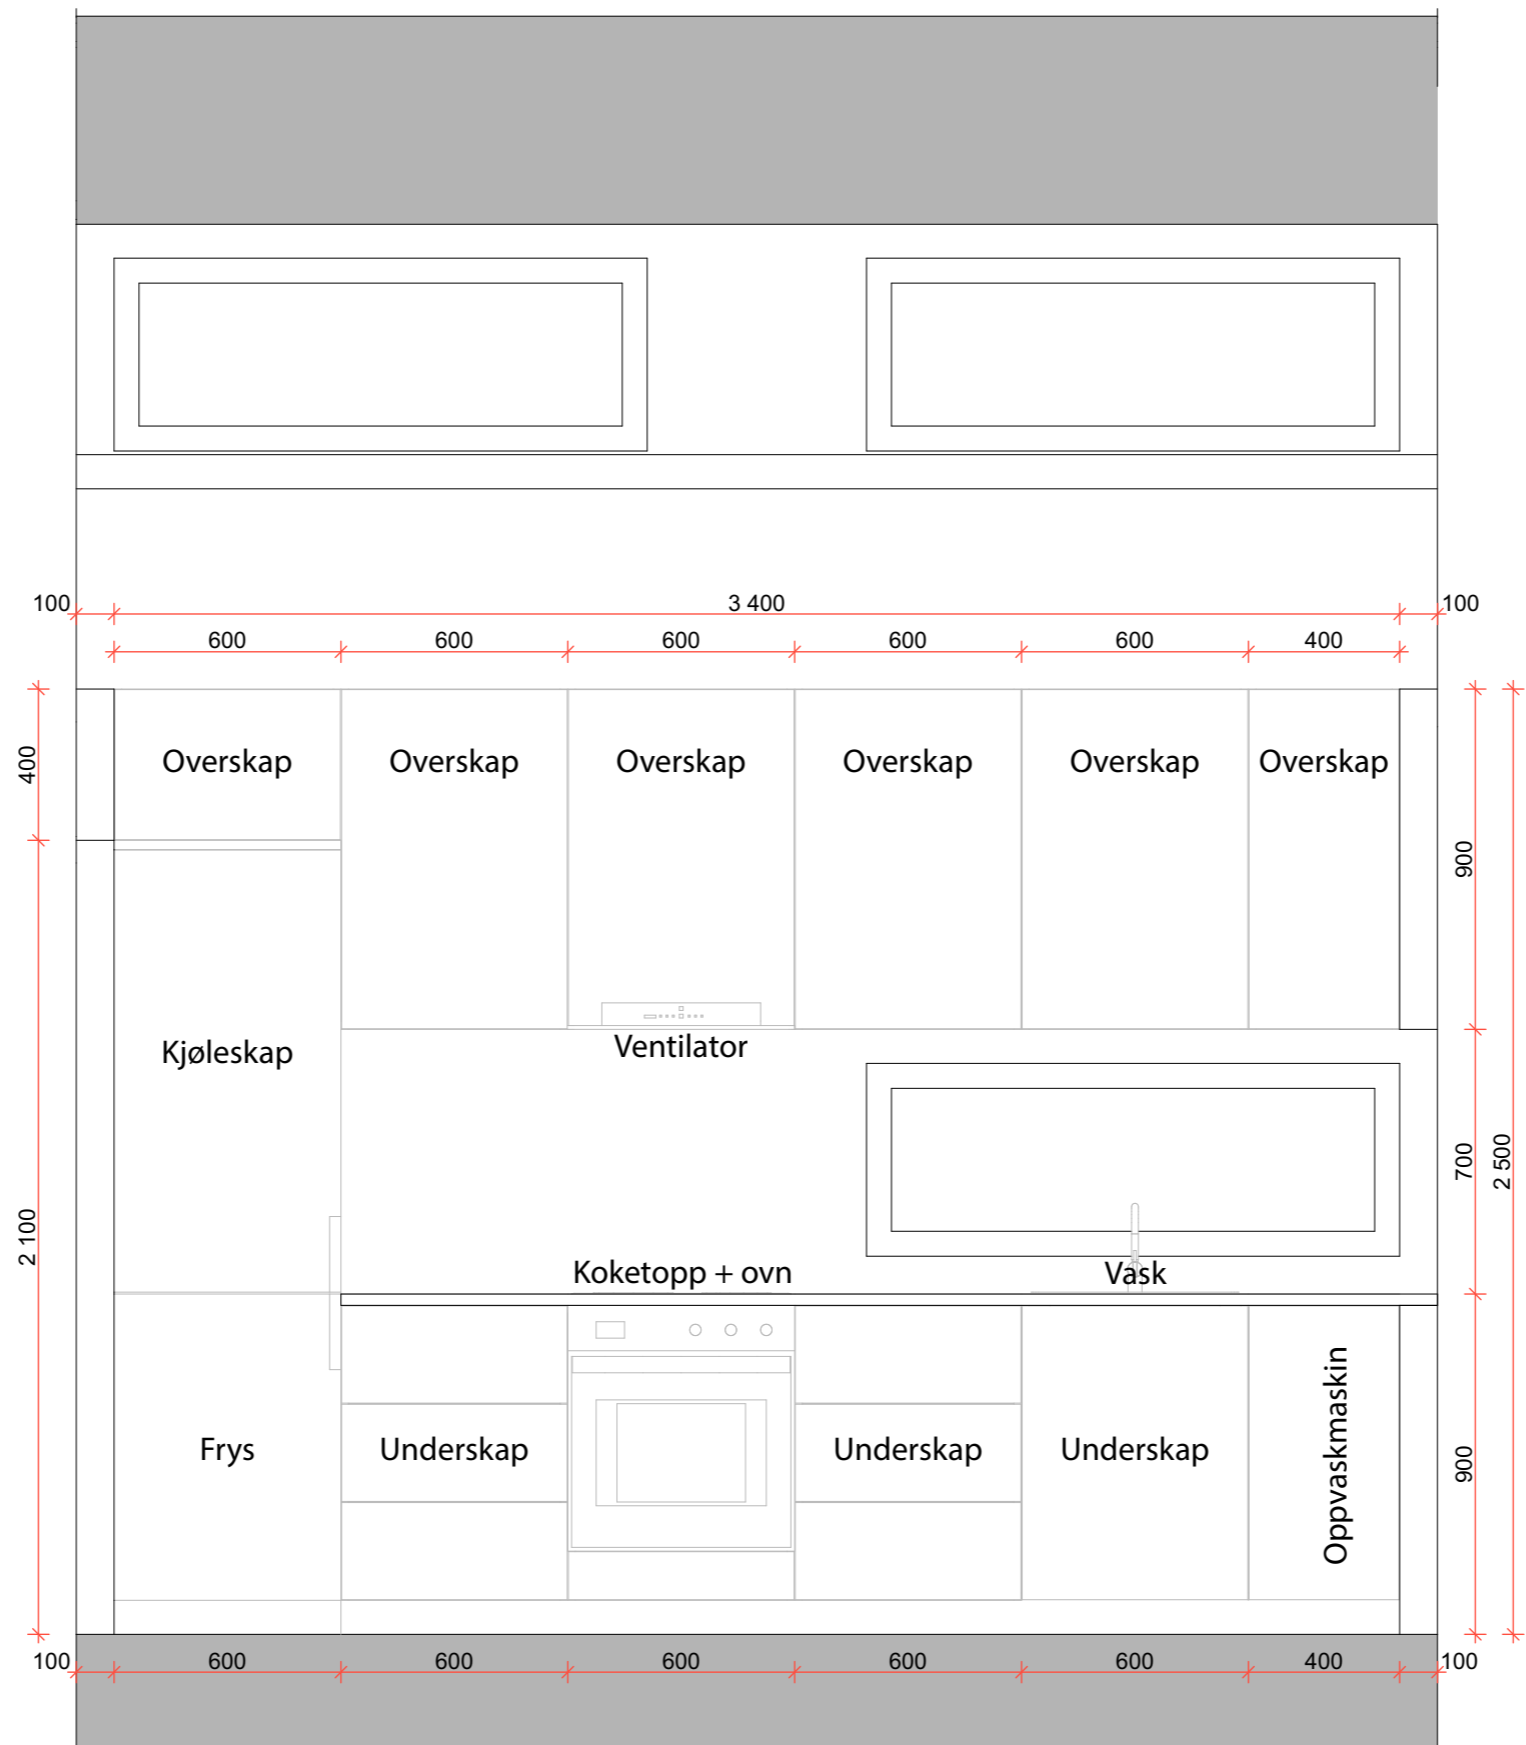 100 3 400 100
600 600 600 600 600 400
400
Overskap Overskap Overskap Overskap Overskap Overskap
900
Kjøleskap
Ventilator
700
2 500
2 100
Koketopp + ovn
Vask
Frys Underskap Underskap Underskap
Oppvaskmaskin
900
100 600 600 600 600 600 400 100